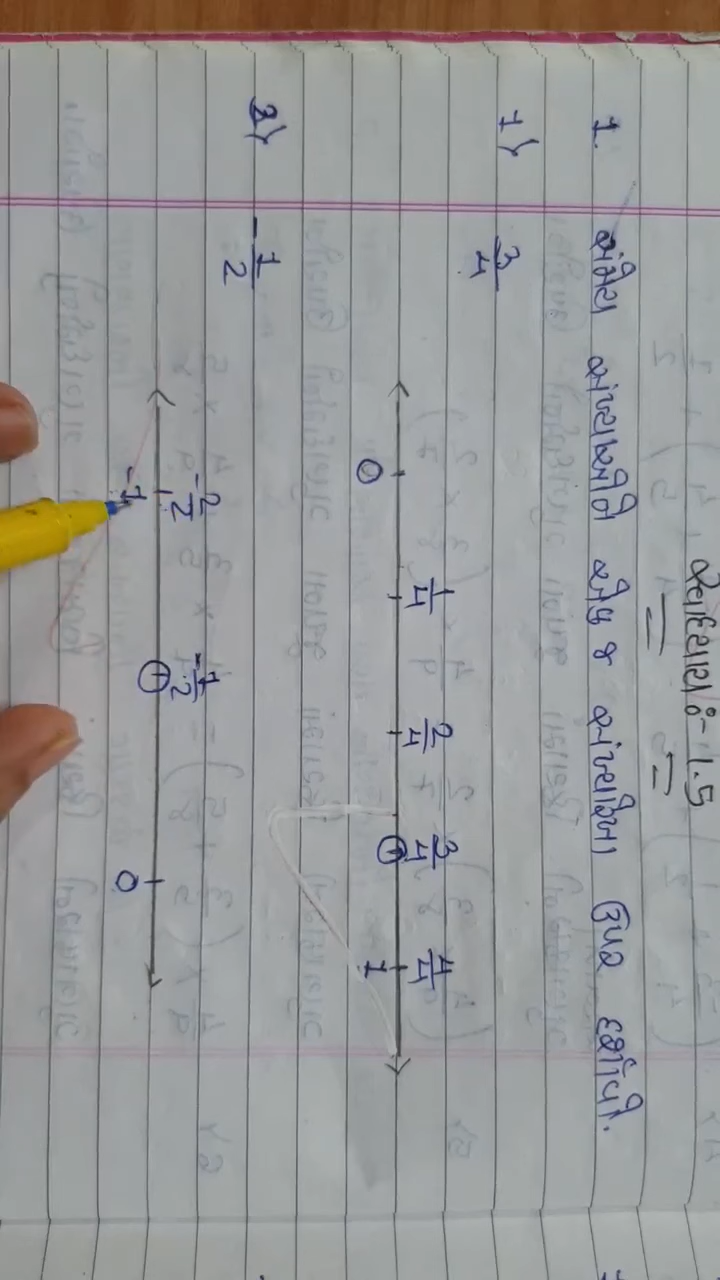 સ્વાધ્યાય :- 1.5
1. સંમેય સંખ્યાઓને એક જ સંખ્યારેખા ઉપર દર્શાવો.
1) 3/4
0 1/4 2/4 3/4 4/4
1
2) -1/2
-2/2 -1/2 0
-1